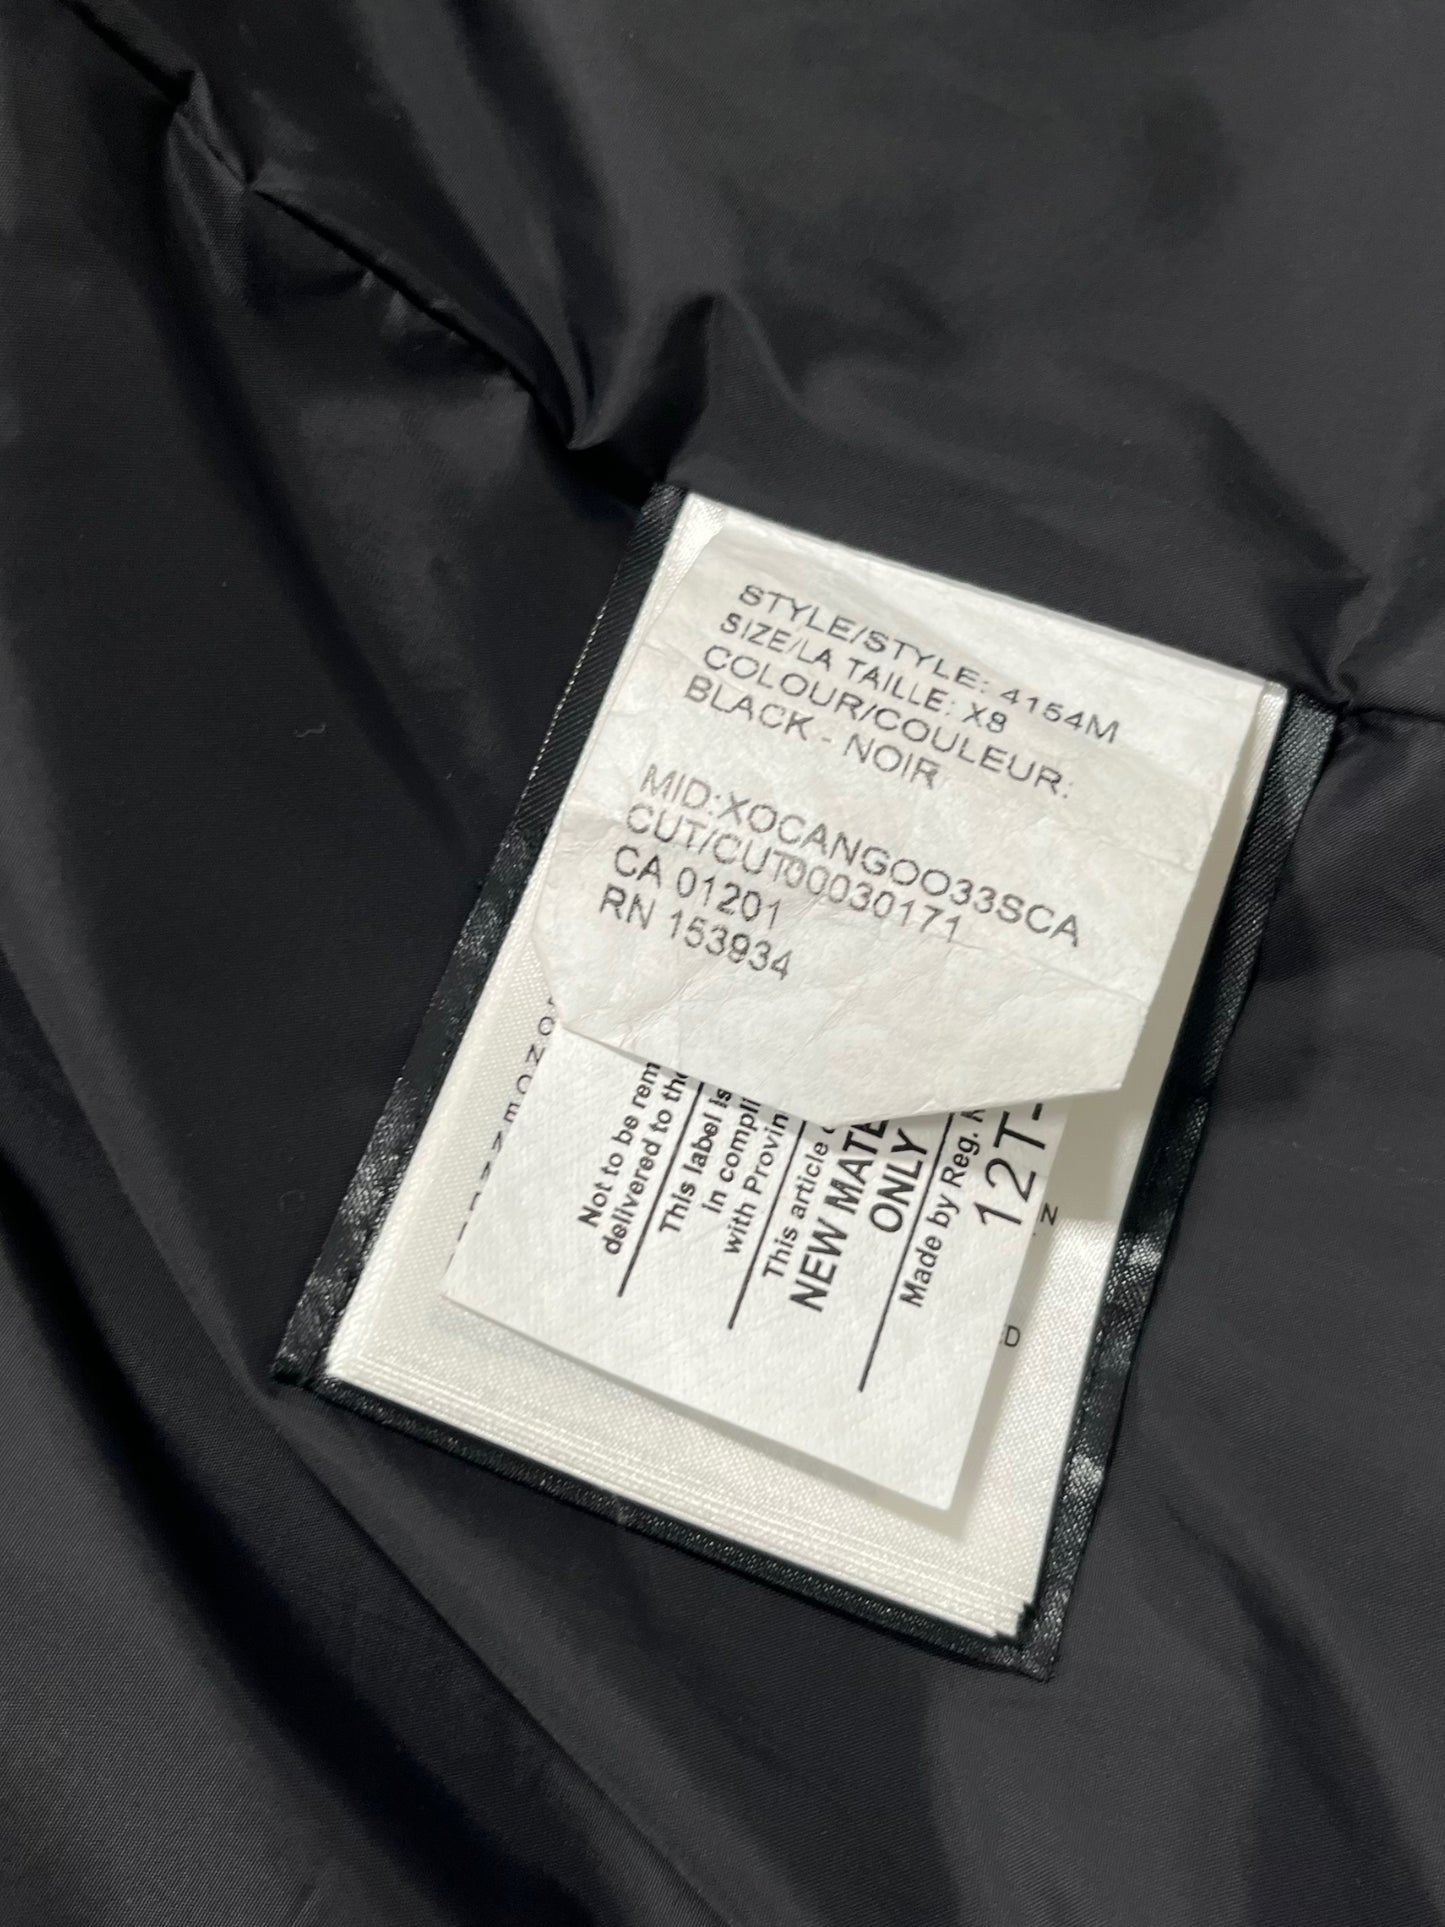 STYLE/STYLE: 4154M
SIZE/LA TAILLE: X8
COLOUR/COULEUR:
BLACK - NOIR
MID:XOCANGOO33SCA
CUT/CUT00030171
CA 01201
RN 153934
Not to be rem
delivered to the
This label is
in compli
with Provin
This article
NEW MATE
ONLY
Made by Reg.
12T-
N
D